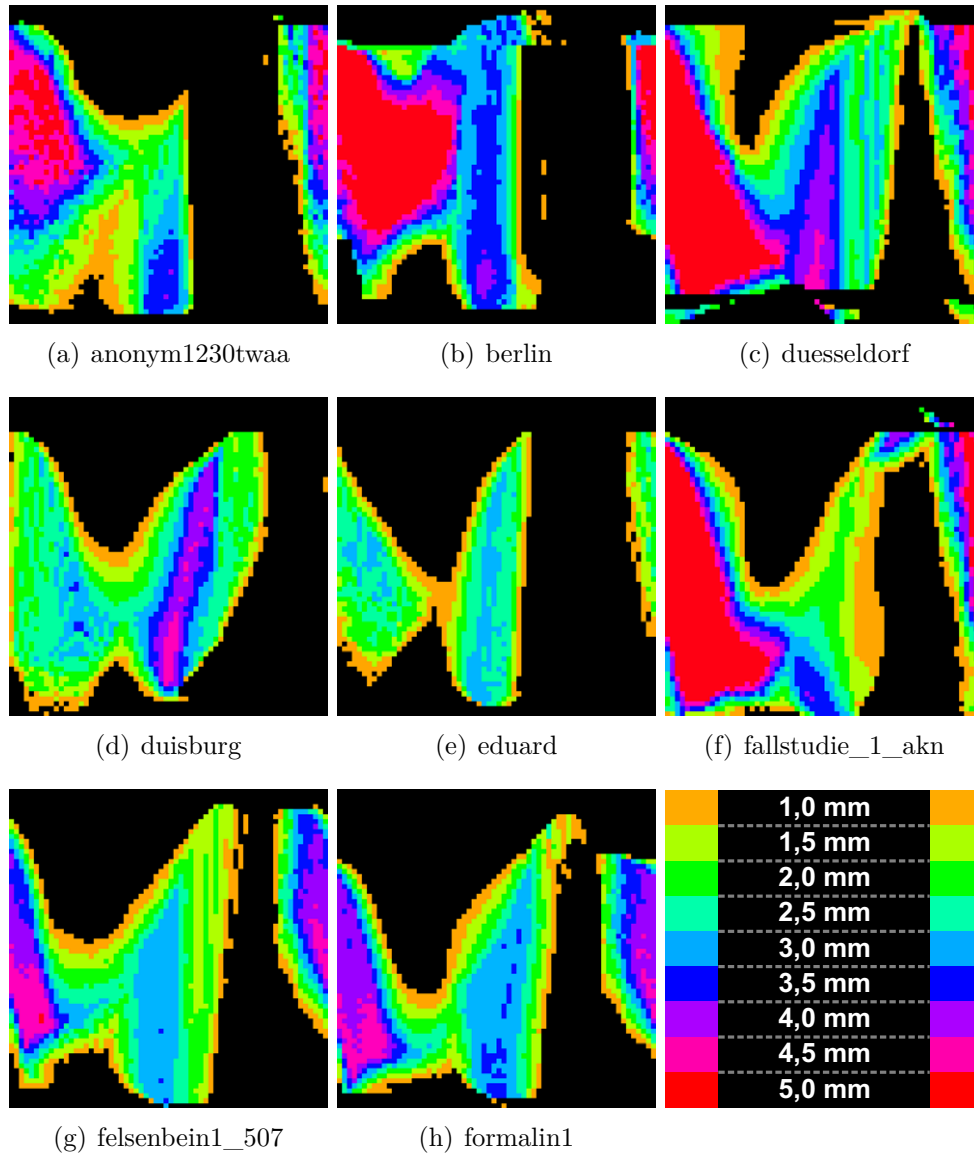 (a) anonym1230twaa
(b) berlin
(c) duesseldorf
(d) duisburg
(e) eduard
(f) fallstudie_1_akn
1,0 mm
1,5 mm
2,0 mm
2,5 mm
3,0 mm
3,5 mm
4,0 mm
4,5 mm
5,0 mm
(g) felsenbein1_507
(h) formalin1